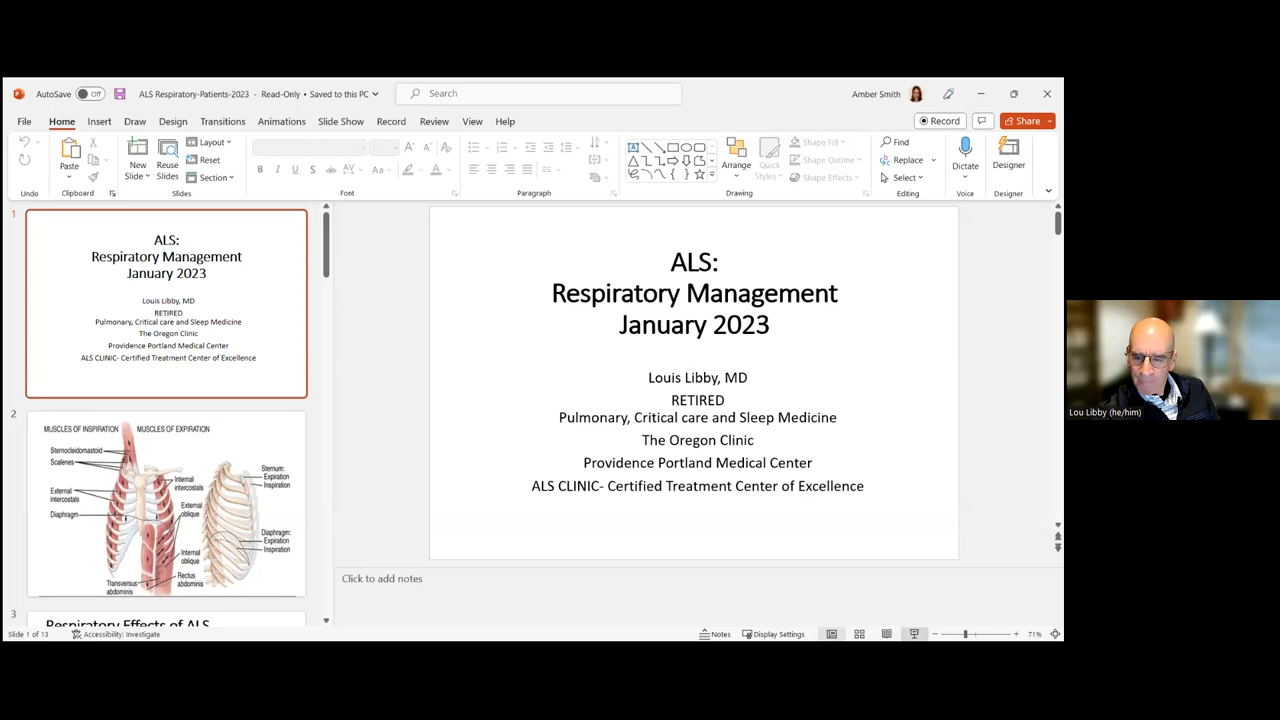 AutoSave Off ALS Respiratory-Patients-2023 - Read-Only • Saved to this PC Search Amber Smith
File Home Insert Draw Design Transitions Animations Slide Show Record Review View Help Record Share
Paste New Slide Reuse Slides Layout Reset Section
B I U S ab AV Aa A
Arrange Quick Styles Shape Fill Shape Outline Shape Effects
Find Replace Select Dictate Designer
Undo Clipboard Slides Font Paragraph Drawing Editing Voice Designer
1
ALS:
Respiratory Management
January 2023
Louis Libby, MD
RETIRED
Pulmonary, Critical care and Sleep Medicine
The Oregon Clinic
Providence Portland Medical Center
ALS CLINIC- Certified Treatment Center of Excellence
2
MUSCLES OF INSPIRATION MUSCLES OF EXPIRATION
Sternocleidomastoid
Scalenes
External intercostals
Diaphragm
Internal intercostals
External oblique
Internal oblique
Transversus abdominis
Rectus abdominis
Sternum:
Expiration
Inspiration
Diaphragm:
Expiration
Inspiration
3
Respiratory Effects of ALS
ALS:
Respiratory Management
January 2023
Louis Libby, MD
RETIRED
Pulmonary, Critical care and Sleep Medicine
The Oregon Clinic
Providence Portland Medical Center
ALS CLINIC- Certified Treatment Center of Excellence
Click to add notes
Slide 1 of 13 Accessibility: Investigate Notes Display Settings 71%
Lou Libby (he/him)